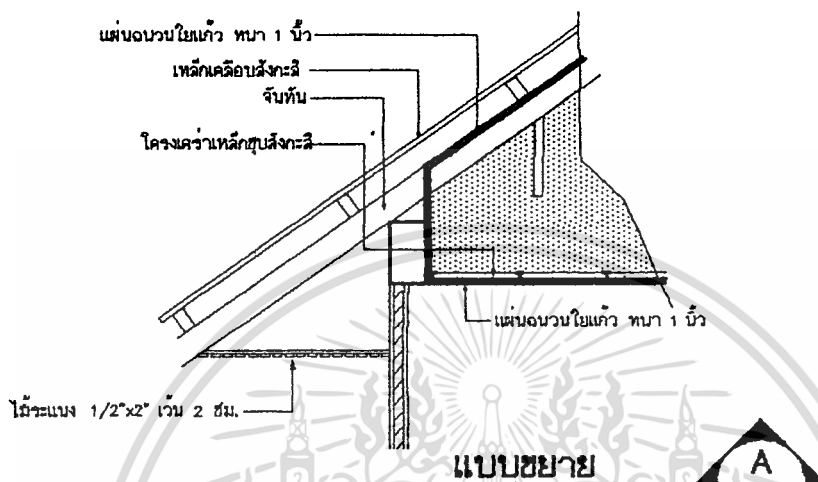 แผ่นฉนวนใยแก้ว หนา 1 นิ้ว
เหล็กเคลือบสังกะสี
จันทัน
โครงเคร่าเหล็กชุบสังกะสี
แผ่นฉนวนใยแก้ว หนา 1 นิ้ว
ไม้ระแนง 1/2"x2" เว้น 2 ซม.
แบบขยาย
A